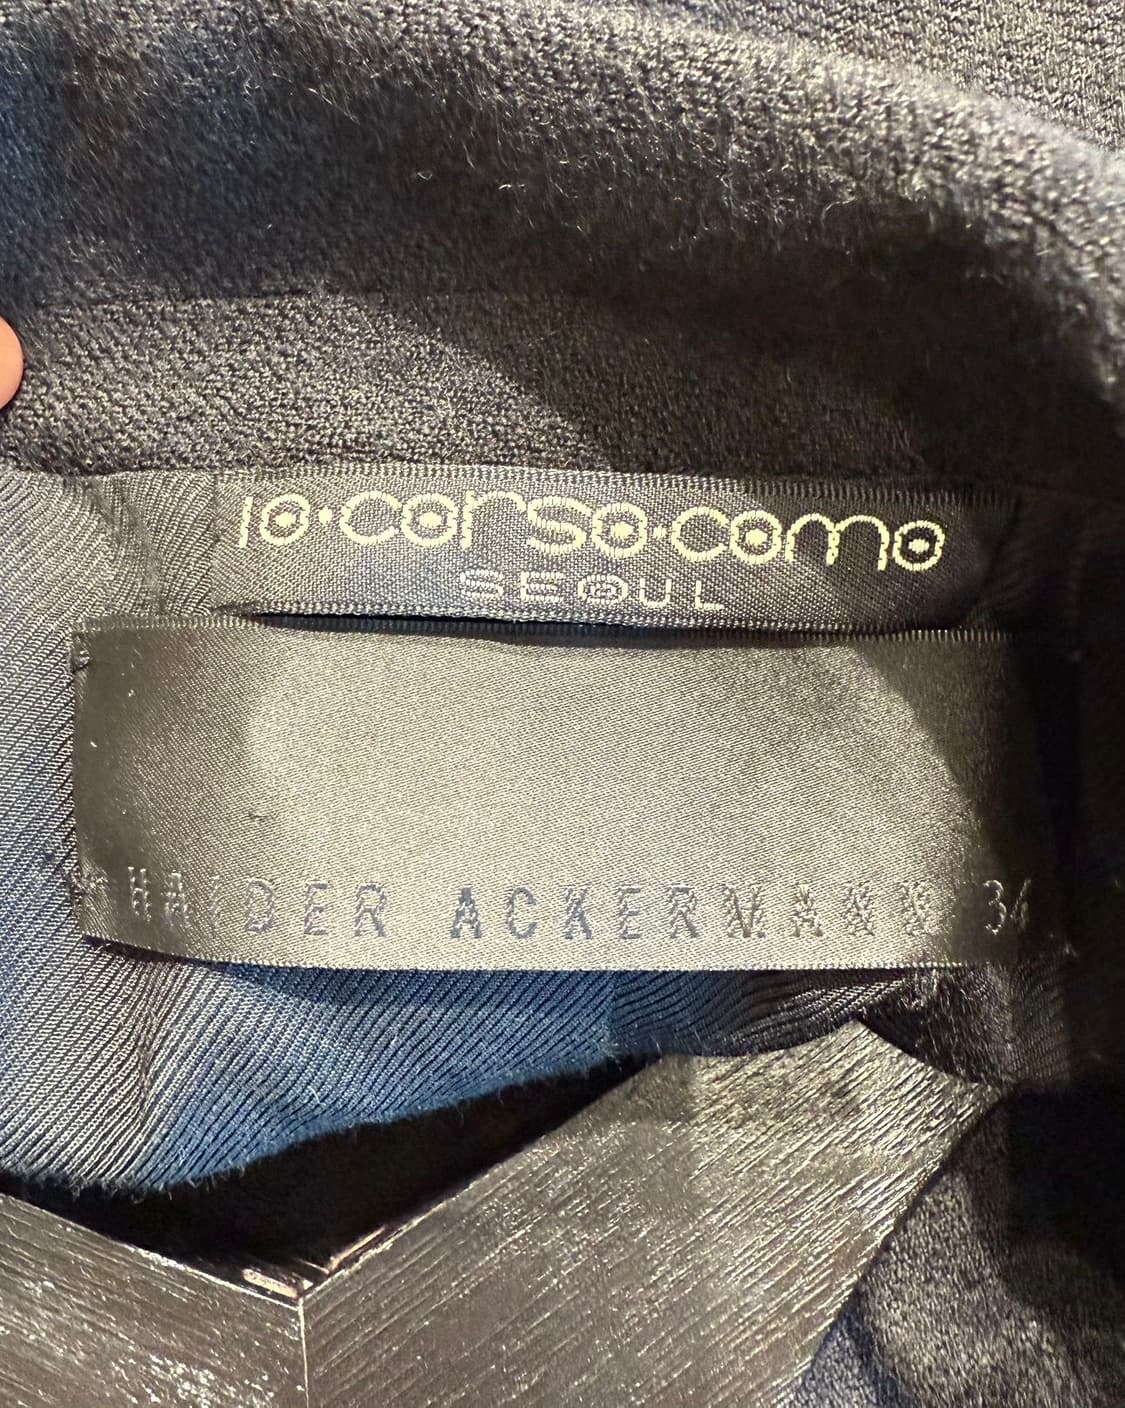 10·corso·como
SEOUL
HAIDER ACKERMANN 34